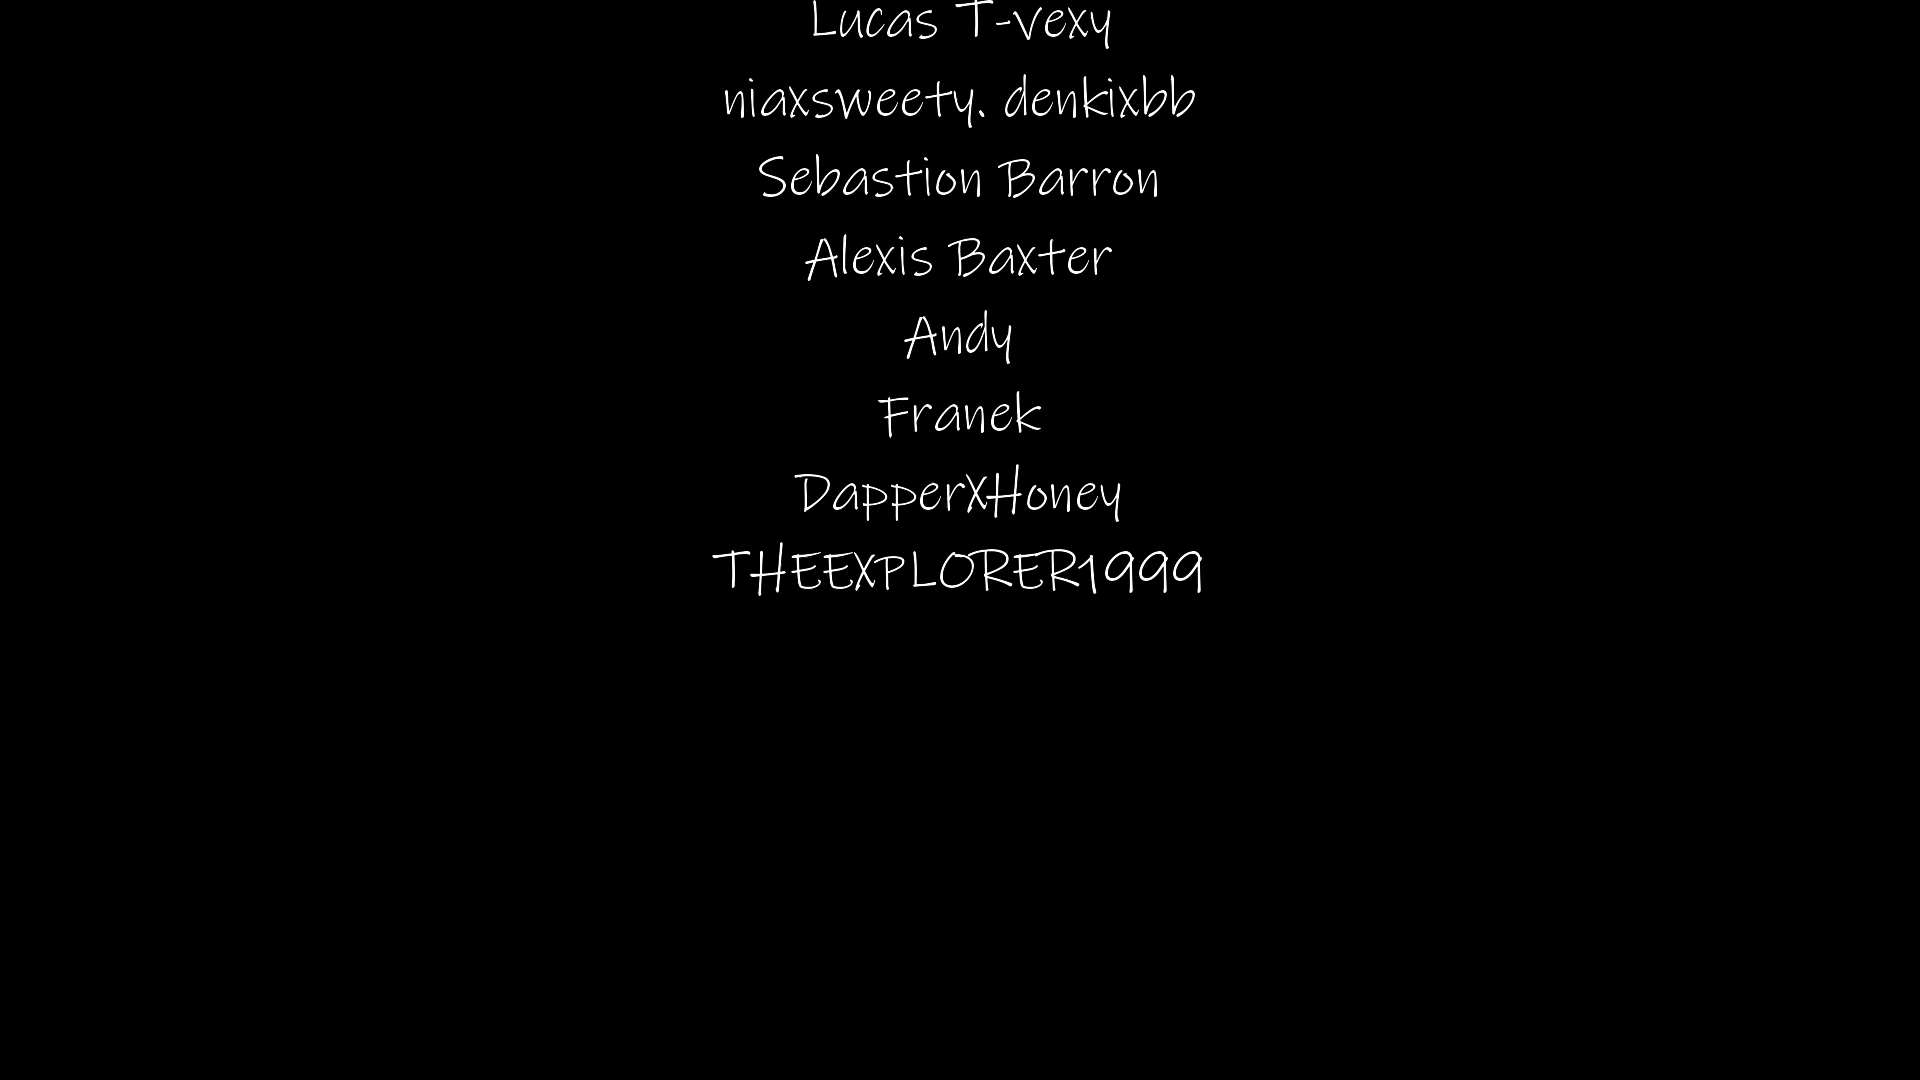 Lucas T-vexy
niaxsweety. denkixbb
Sebastion Barron
Alexis Baxter
Andy
Franek
DapperXHoney
THEEXPLORER1999